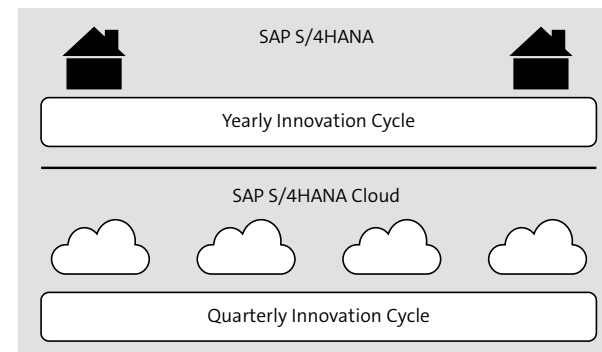 SAP S/4HANA
Yearly Innovation Cycle
SAP S/4HANA Cloud
Quarterly Innovation Cycle